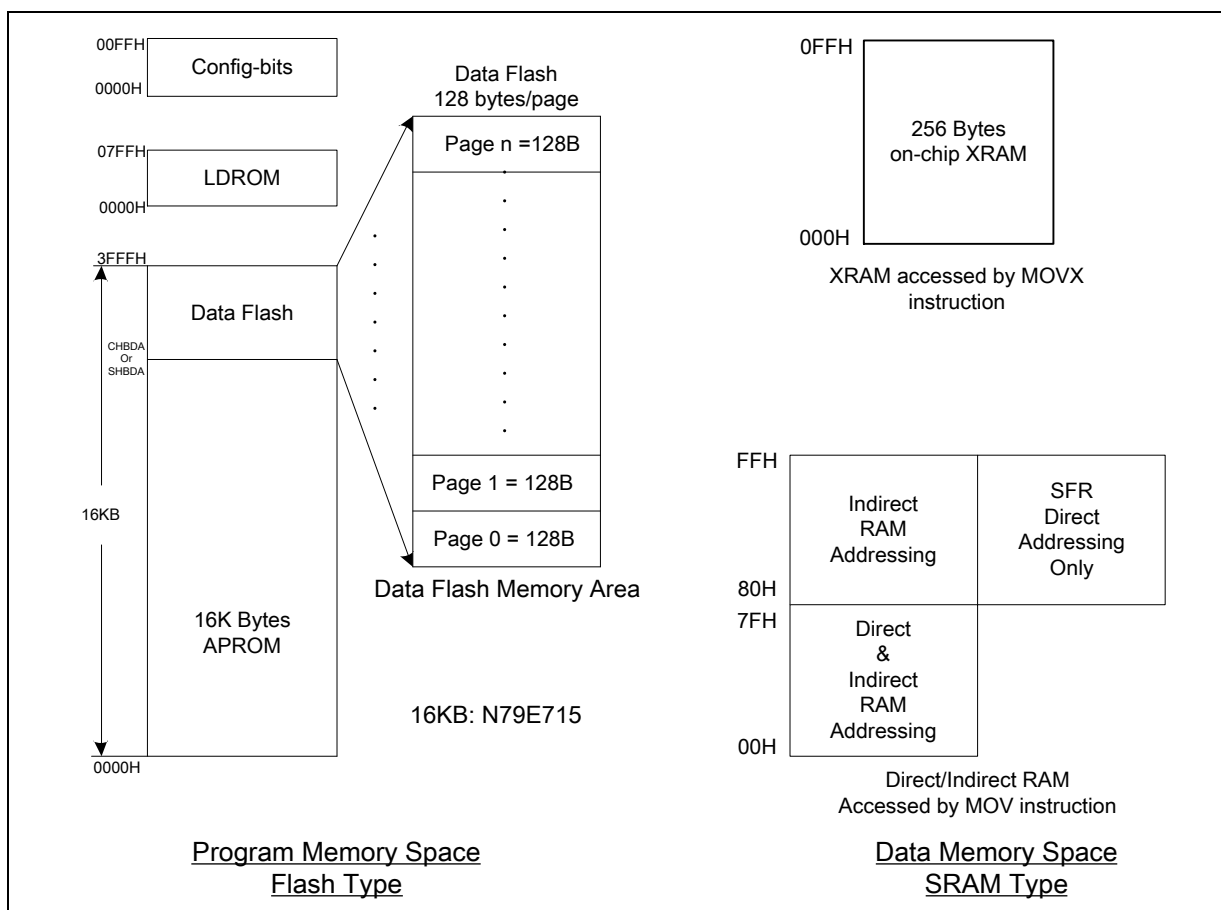 00FFH
Config-bits
0000H
07FFH
LDROM
0000H
3FFFH
Data Flash
CHBDA
Or
SHBDA
16KB
16K Bytes
APROM
0000H
Data Flash
128 bytes/page
Page n =128B
Page 1 = 128B
Page 0 = 128B
Data Flash Memory Area
16KB: N79E715
Program Memory Space
Flash Type
0FFH
256 Bytes
on-chip XRAM
000H
XRAM accessed by MOVX
instruction
FFH
Indirect
RAM
Addressing
SFR
Direct
Addressing
Only
80H
7FH
Direct
&
Indirect
RAM
Addressing
00H
Direct/Indirect RAM
Accessed by MOV instruction
Data Memory Space
SRAM Type